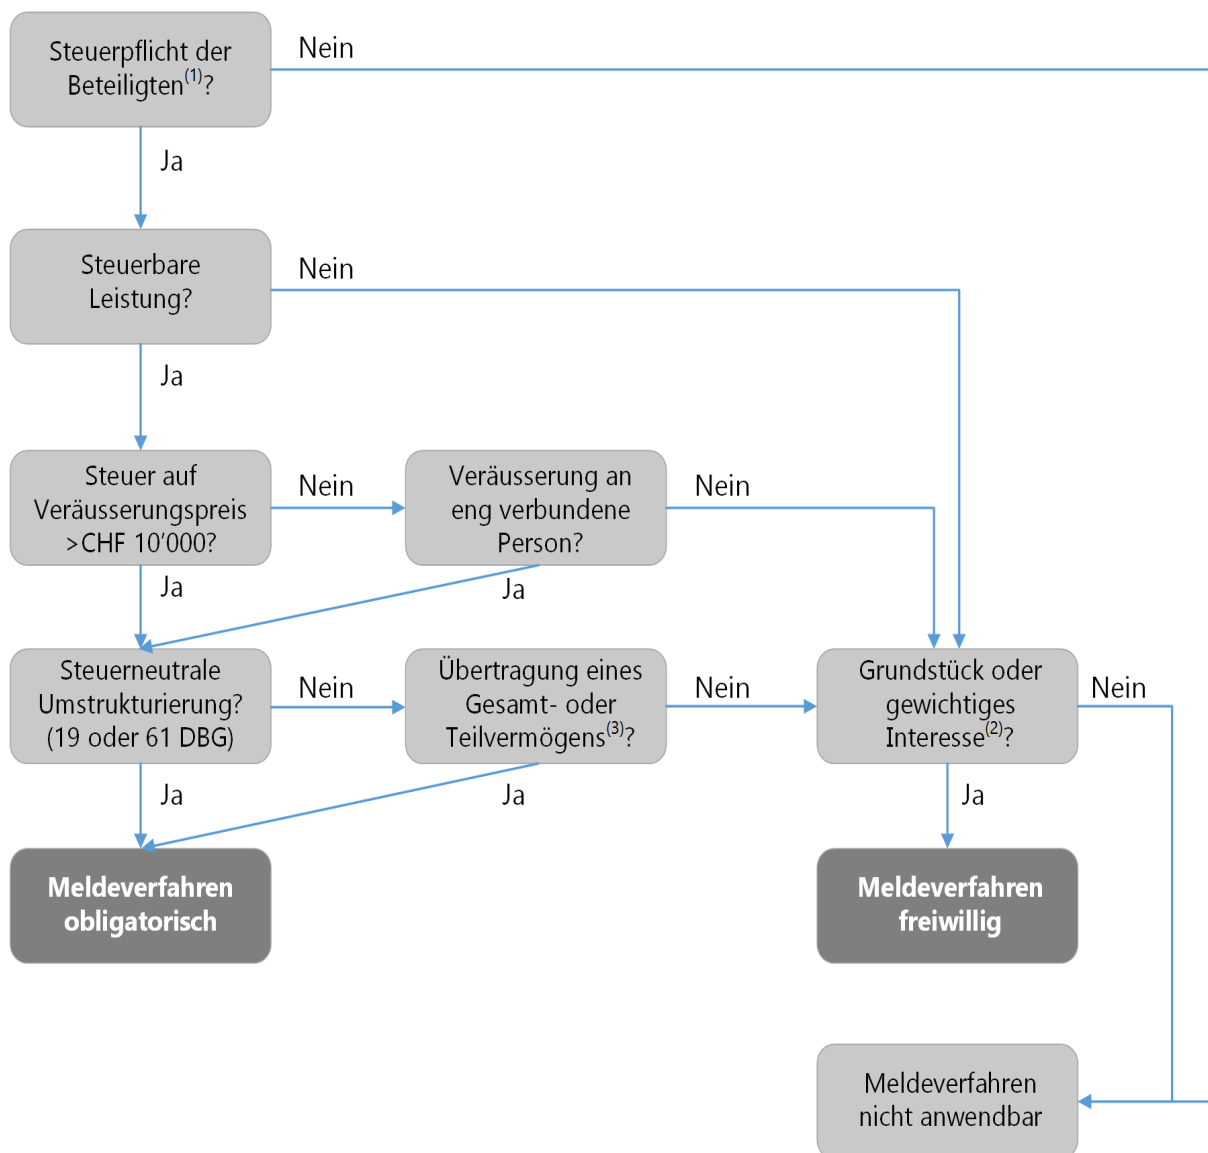 Steuerpflicht der
Beteiligten(1)?
Nein
Ja
Steuerbare
Leistung?
Nein
Ja
Steuer auf
Veräusserungspreis
>CHF 10’000?
Nein
Veräusserung an
eng verbundene
Person?
Nein
Ja
Ja
Steuerneutrale
Umstrukturierung?
(19 oder 61 DBG)
Nein
Übertragung eines
Gesamt- oder
Teilvermögens(3)?
Nein
Grundstück oder
gewichtiges
Interesse(2)?
Nein
Ja
Ja
Ja
Meldeverfahren
obligatorisch
Meldeverfahren
freiwillig
Meldeverfahren
nicht anwendbar